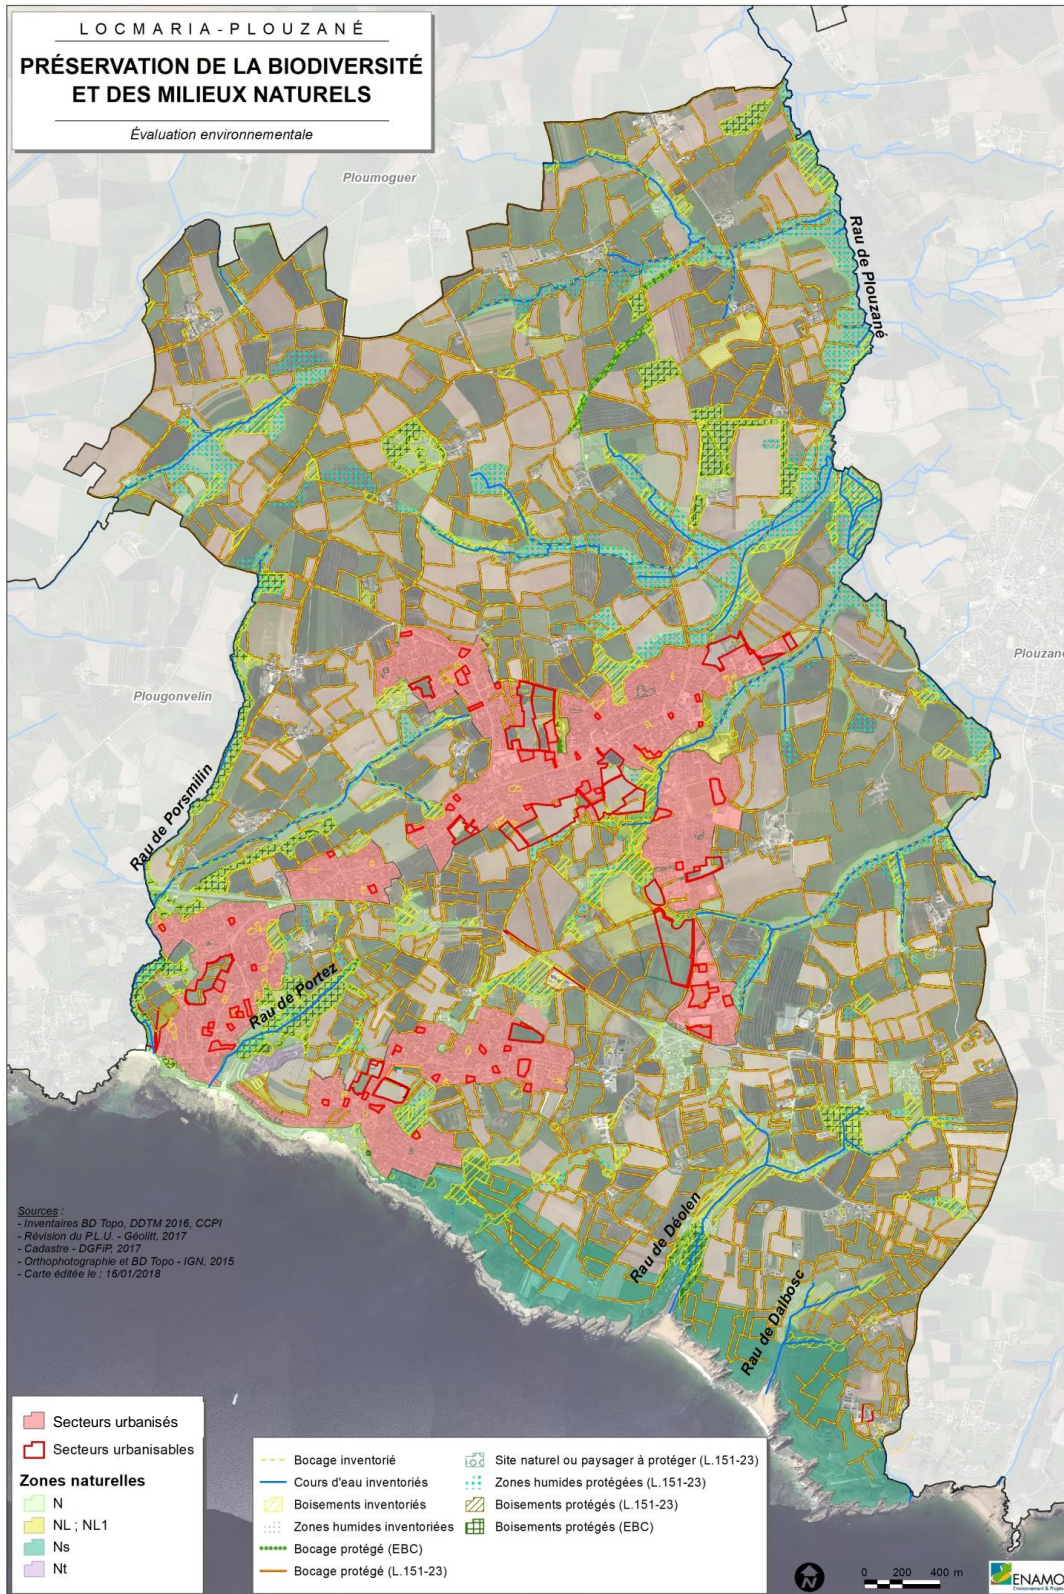 LOCMARIA-PLOUZANÉ
PRÉSERVATION DE LA BIODIVERSITÉ
ET DES MILIEUX NATURELS
Évaluation environnementale
Ploumoguer
Rau de Plouzané
Plouzané
Plougonvelin
Rau de Porsmilin
Rau de Portez
Rau de Déolen
Rau de Dalbosc
Sources :
- Inventaires BD Topo, DDTM 2016, CCPI
- Révision du P.L.U. - Géolitt, 2017
- Cadastre - DGFiP, 2017
- Orthophotographie et BD Topo - IGN, 2015
- Carte éditée le : 16/01/2018
Secteurs urbanisés
Secteurs urbanisables
Zones naturelles
N
NL ; NL1
Ns
Nt
Bocage inventorié
Cours d'eau inventoriés
Boisements inventoriés
Zones humides inventoriées
Bocage protégé (EBC)
Bocage protégé (L.151-23)
Site naturel ou paysager à protéger (L.151-23)
Zones humides protégées (L.151-23)
Boisements protégés (L.151-23)
Boisements protégés (EBC)
0 200 400 m
ENAMO